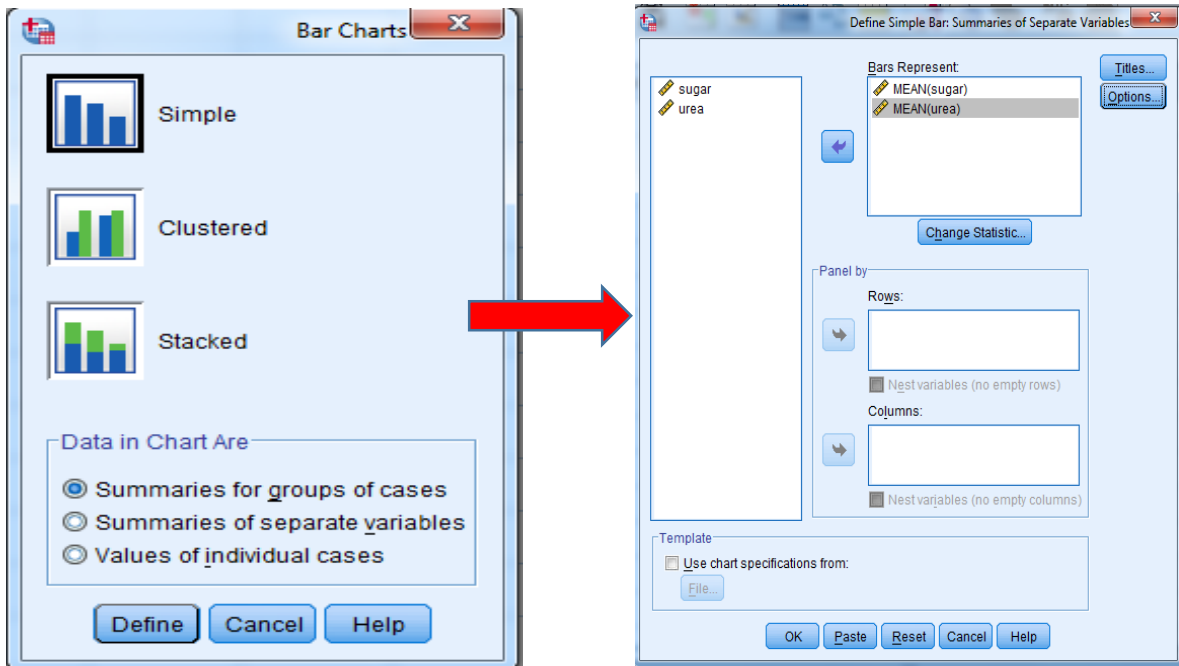 Bar Charts
Simple
Clustered
Stacked
Data in Chart Are
Summaries for groups of cases
Summaries of separate variables
Values of individual cases
Define Cancel Help
Define Simple Bar: Summaries of Separate Variables
sugar
urea
Bars Represent:
MEAN(sugar)
MEAN(urea)
Titles...
Options...
Change Statistic...
Panel by
Rows:
Nest variables (no empty rows)
Columns:
Nest variables (no empty columns)
Template
Use chart specifications from:
File...
OK Paste Reset Cancel Help